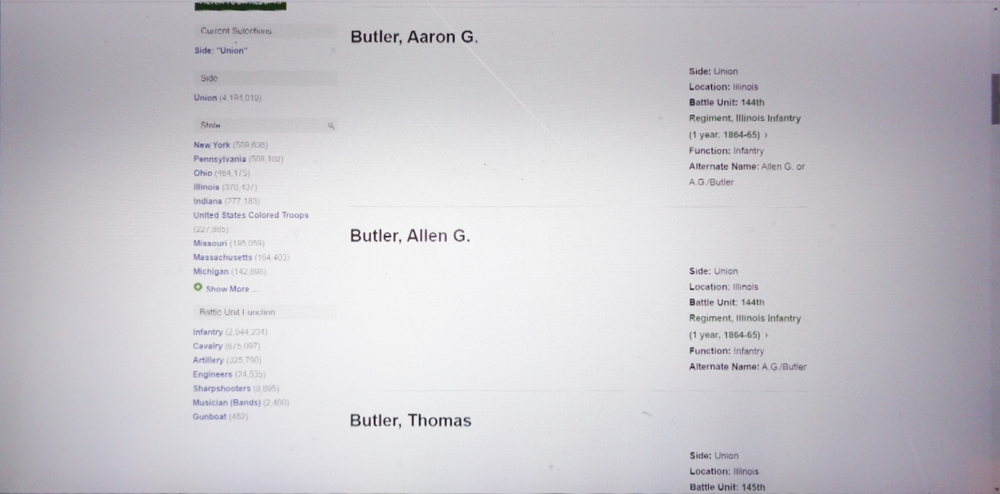 Current Selections
Side: "Union"
Side
Union (4,194,019)
State
New York (509,636)
Pennsylvania (508,102)
Ohio (464,175)
Illinois (370,437)
Indiana (277,183)
United States Colored Troops
(227,885)
Missouri (195,059)
Massachusetts (164,403)
Michigan (142,898)
Show More ...
Battle Unit Function
Infantry (2,944,234)
Cavalry (675,097)
Artillery (325,790)
Engineers (24,535)
Sharpshooters (8,895)
Musician (Bands) (2,400)
Gunboat (462)
Butler, Aaron G.
Side: Union
Location: Illinois
Battle Unit: 144th
Regiment, Illinois Infantry
(1 year, 1864-65) ›
Function: Infantry
Alternate Name: Allen G. or
A.G./Butler
Butler, Allen G.
Side: Union
Location: Illinois
Battle Unit: 144th
Regiment, Illinois Infantry
(1 year, 1864-65) ›
Function: Infantry
Alternate Name: A.G./Butler
Butler, Thomas
Side: Union
Location: Illinois
Battle Unit: 145th